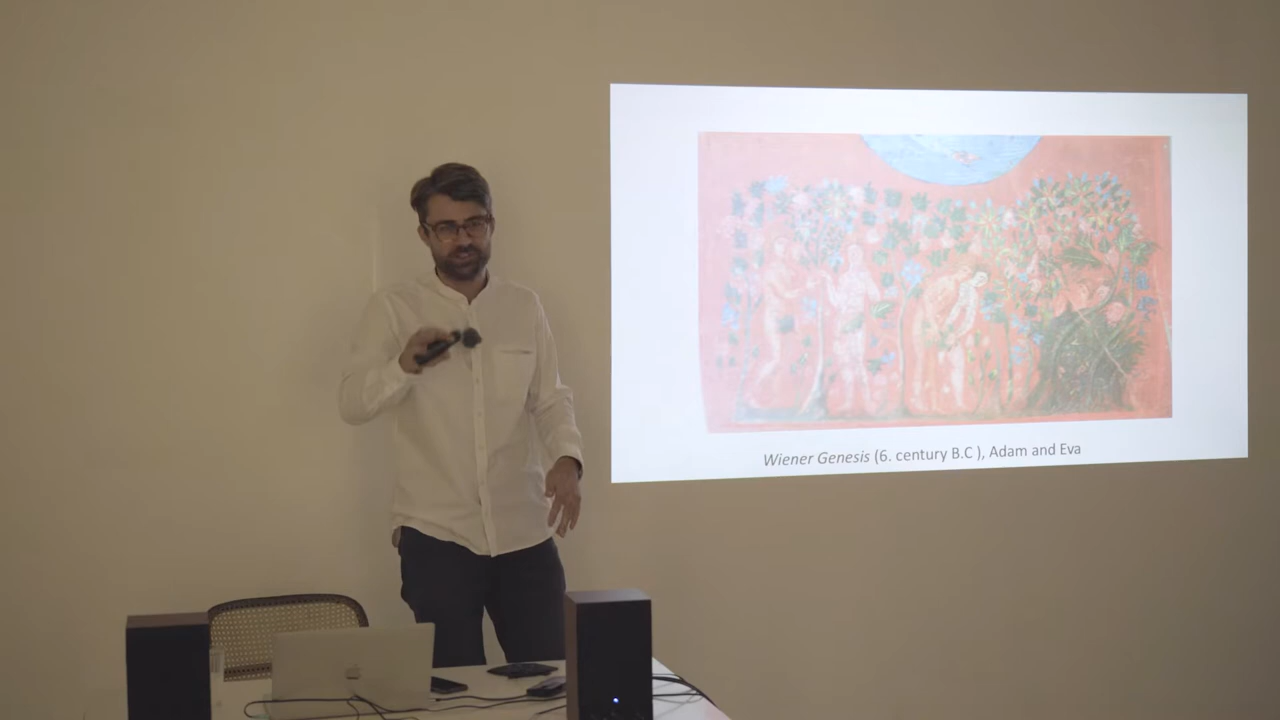 Wiener Genesis (6. century B.C ), Adam and Eva